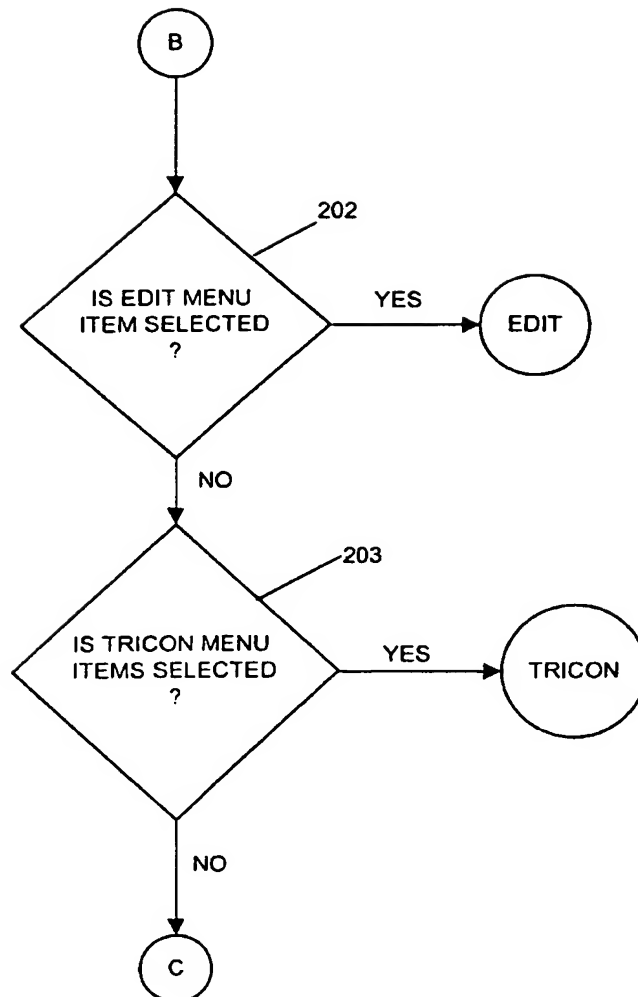 B
202
IS EDIT MENU
ITEM SELECTED
?
YES
EDIT
NO
203
IS TRICON MENU
ITEMS SELECTED
?
YES
TRICON
NO
C